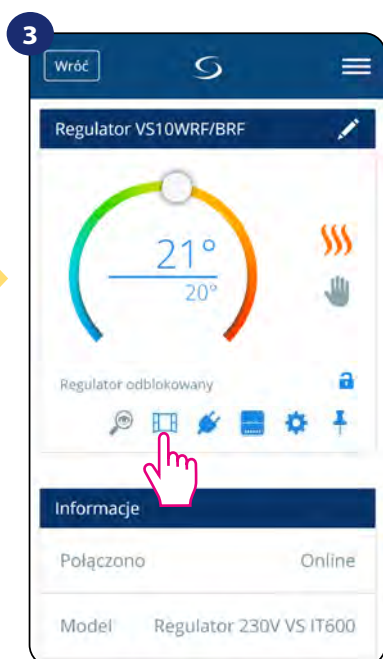 3
Wróć
Regulator VS10WRF/BRF
21°
20°
Regulator odblokowany
Informacje
Połączono Online
Model Regulator 230V VS IT600